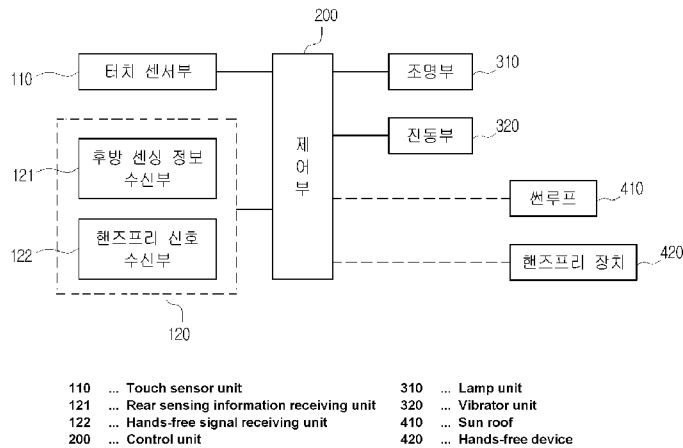 200
110
터치 센서부
조명부
310
진동부
320
121
후방 센싱 정보
수신부
제
어
부
썬루프
410
122
핸즈프리 신호
수신부
핸즈프리 장치
420
120
110 ... Touch sensor unit
121 ... Rear sensing information receiving unit
122 ... Hands-free signal receiving unit
200 ... Control unit
310 ... Lamp unit
320 ... Vibrator unit
410 ... Sun roof
420 ... Hands-free device